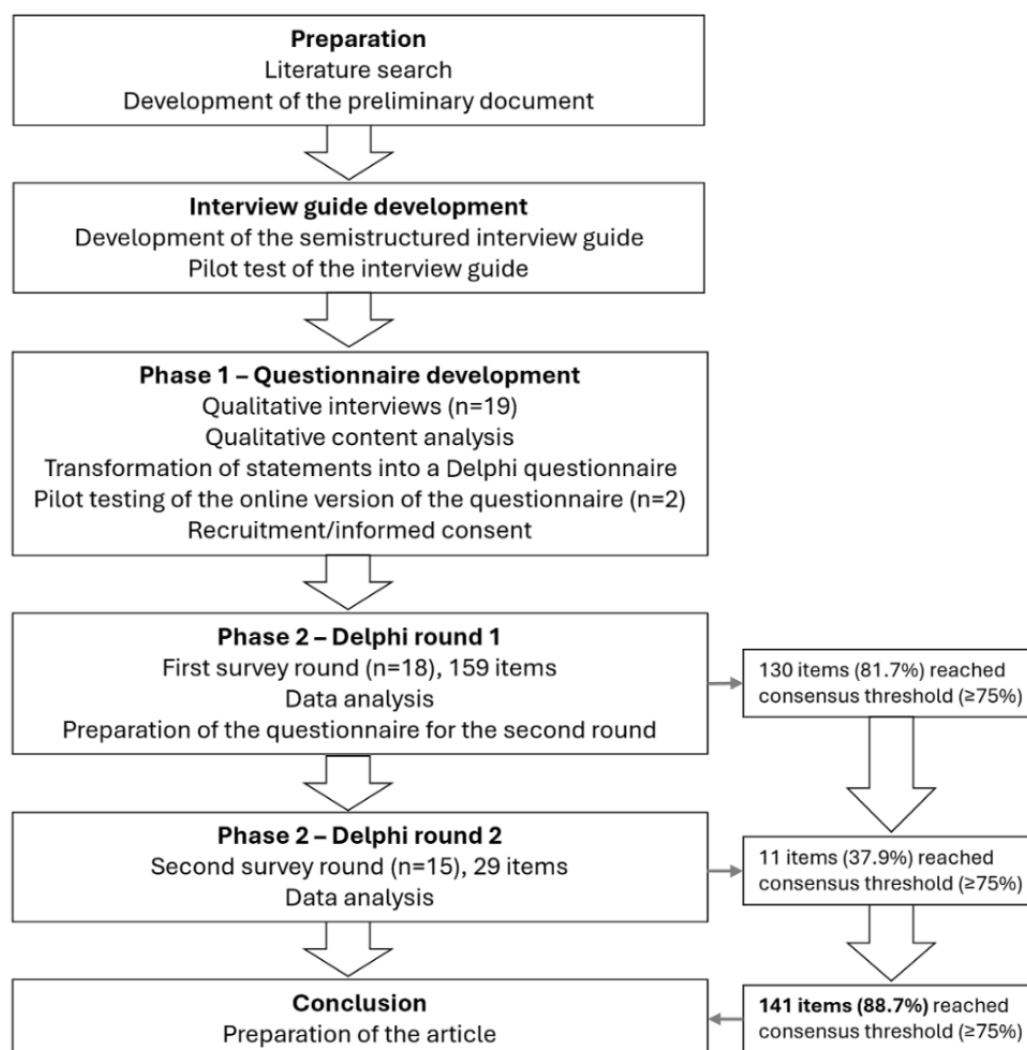 Preparation
Literature search
Development of the preliminary document
Interview guide development
Development of the semistructured interview guide
Pilot test of the interview guide
Phase 1 – Questionnaire development
Qualitative interviews (n=19)
Qualitative content analysis
Transformation of statements into a Delphi questionnaire
Pilot testing of the online version of the questionnaire (n=2)
Recruitment/informed consent
Phase 2 – Delphi round 1
First survey round (n=18), 159 items
Data analysis
Preparation of the questionnaire for the second round
130 items (81.7%) reached
consensus threshold (≥75%)
Phase 2 – Delphi round 2
Second survey round (n=15), 29 items
Data analysis
11 items (37.9%) reached
consensus threshold (≥75%)
Conclusion
Preparation of the article
141 items (88.7%) reached
consensus threshold (≥75%)